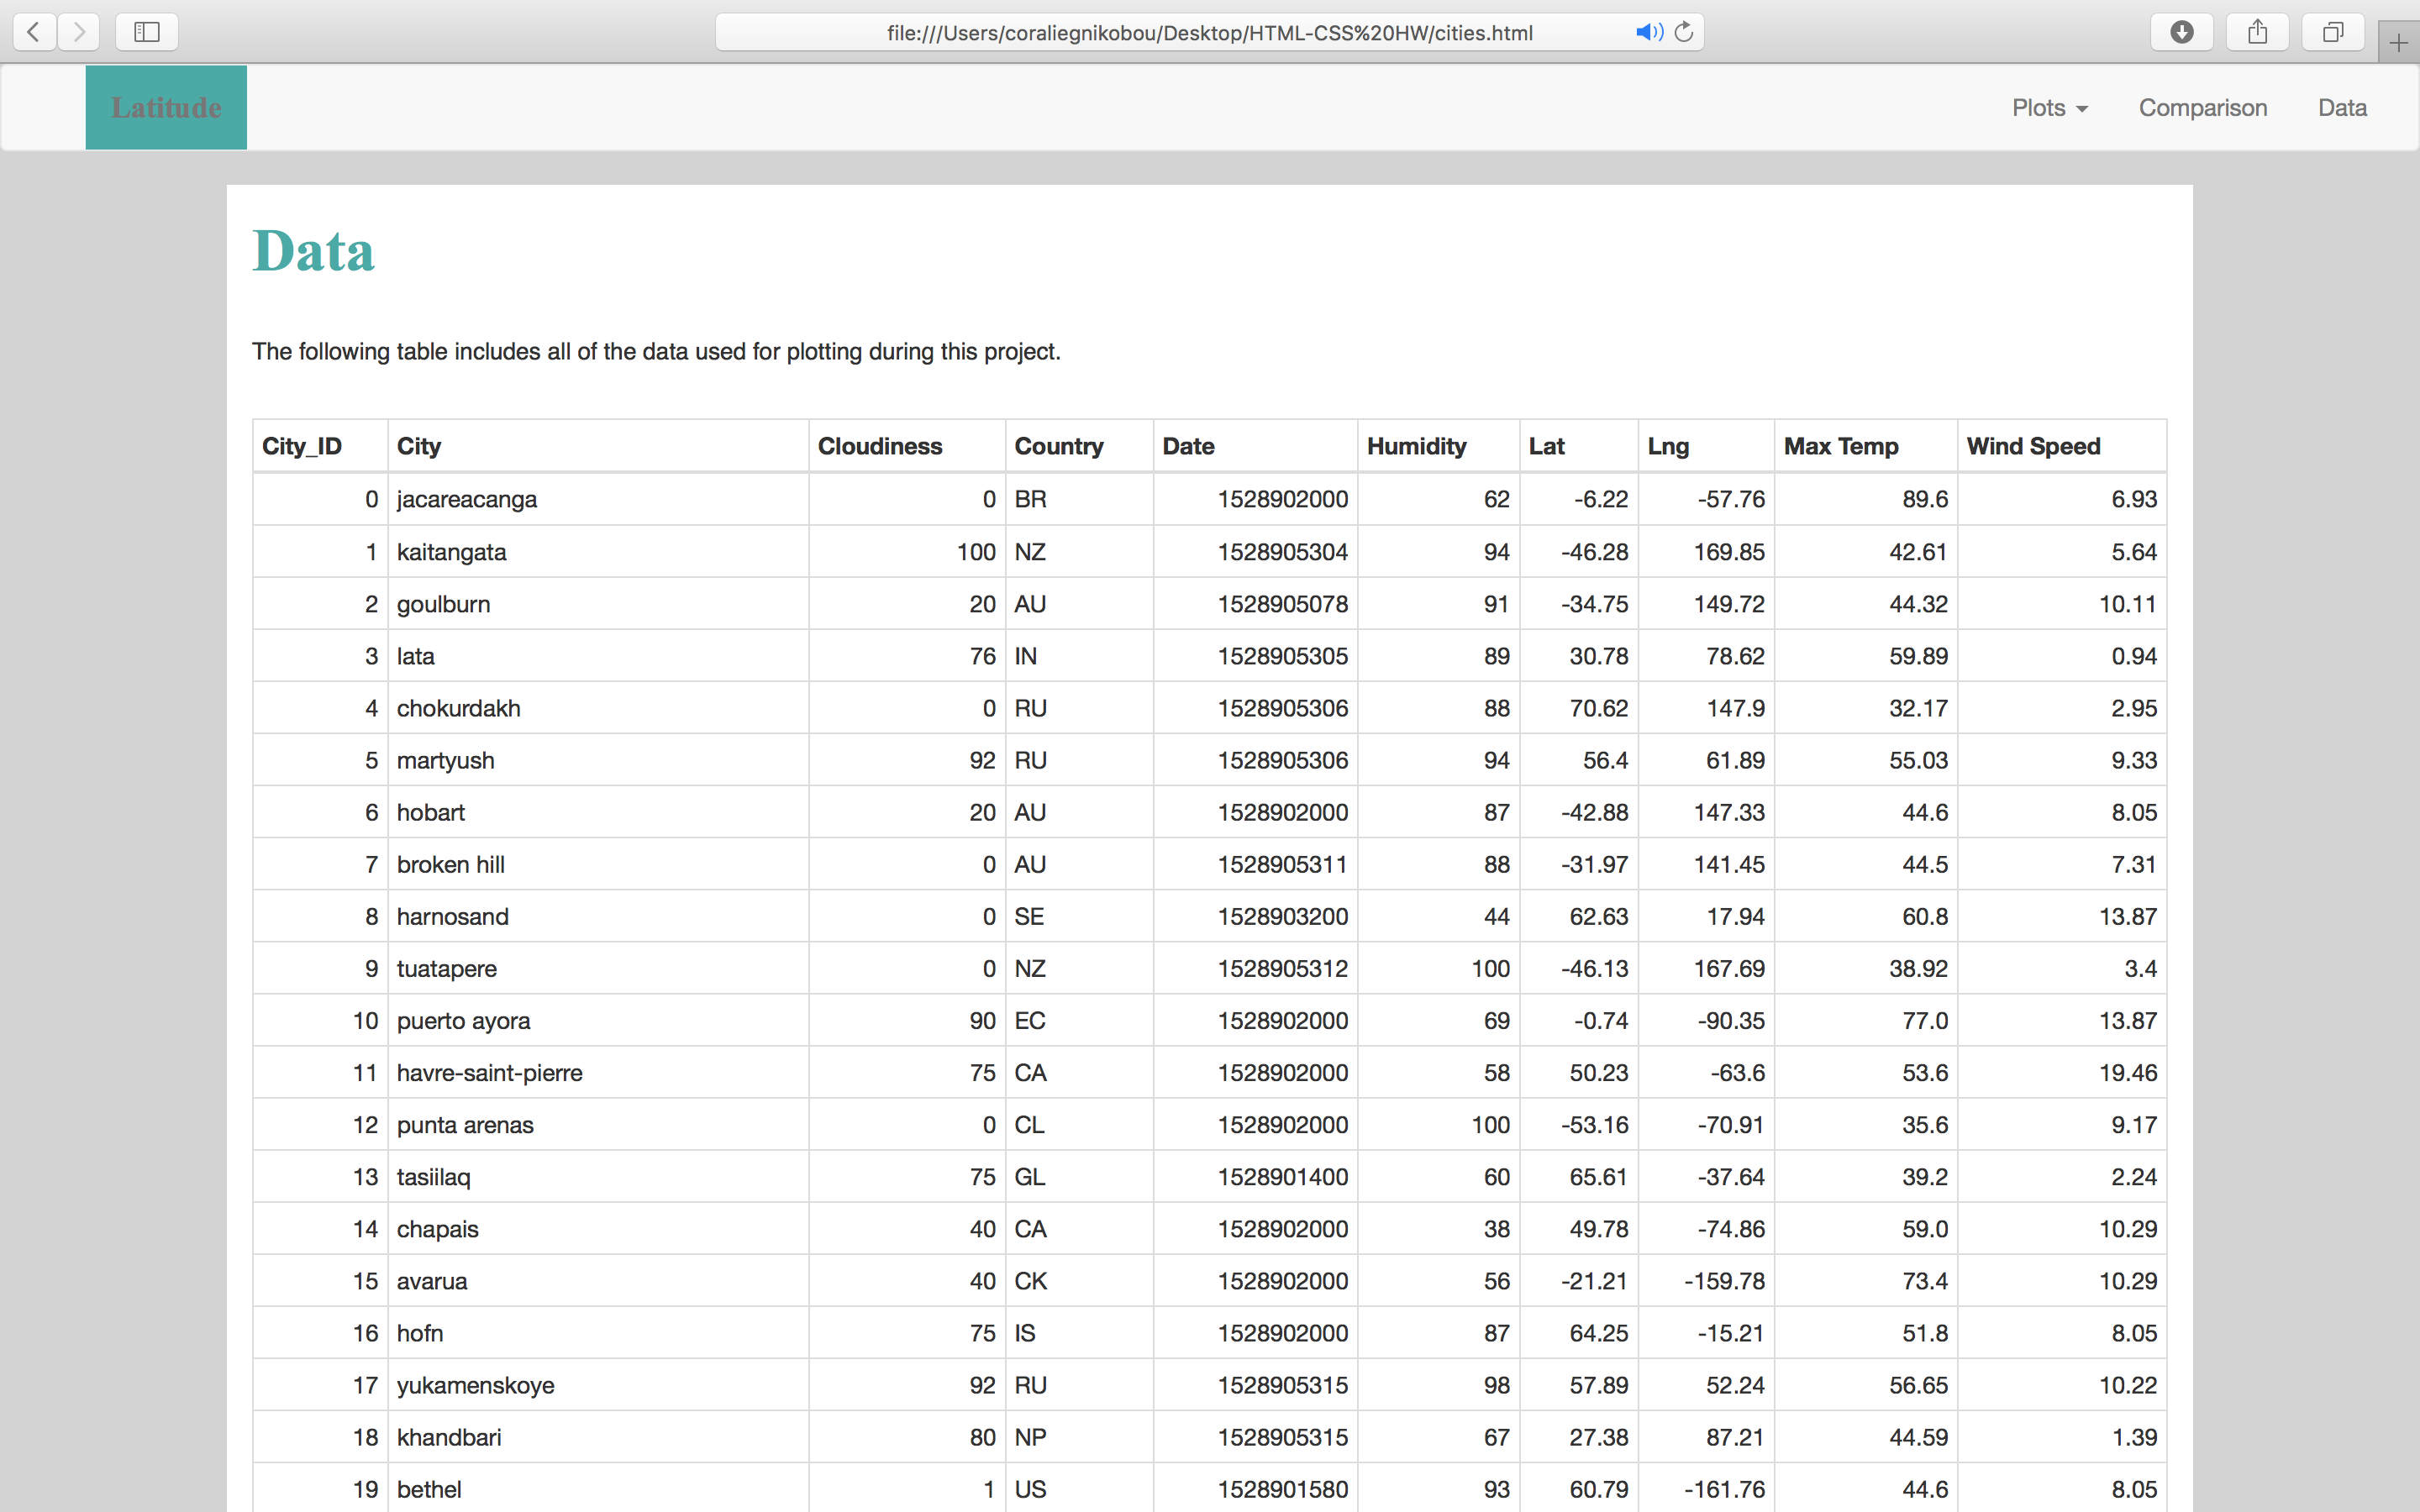 file:///Users/coraliegnikobou/Desktop/HTML-CSS%20HW/cities.html
Latitude Plots Comparison Data
Data
The following table includes all of the data used for plotting during this project.
City_ID City Cloudiness Country Date Humidity Lat Lng Max Temp Wind Speed
0 jacareacanga 0 BR 1528902000 62 -6.22 -57.76 89.6 6.93
1 kaitangata 100 NZ 1528905304 94 -46.28 169.85 42.61 5.64
2 goulburn 20 AU 1528905078 91 -34.75 149.72 44.32 10.11
3 lata 76 IN 1528905305 89 30.78 78.62 59.89 0.94
4 chokurdakh 0 RU 1528905306 88 70.62 147.9 32.17 2.95
5 martyush 92 RU 1528905306 94 56.4 61.89 55.03 9.33
6 hobart 20 AU 1528902000 87 -42.88 147.33 44.6 8.05
7 broken hill 0 AU 1528905311 88 -31.97 141.45 44.5 7.31
8 harnosand 0 SE 1528903200 44 62.63 17.94 60.8 13.87
9 tuatapere 0 NZ 1528905312 100 -46.13 167.69 38.92 3.4
10 puerto ayora 90 EC 1528902000 69 -0.74 -90.35 77.0 13.87
11 havre-saint-pierre 75 CA 1528902000 58 50.23 -63.6 53.6 19.46
12 punta arenas 0 CL 1528902000 100 -53.16 -70.91 35.6 9.17
13 tasiilaq 75 GL 1528901400 60 65.61 -37.64 39.2 2.24
14 chapais 40 CA 1528902000 38 49.78 -74.86 59.0 10.29
15 avarua 40 CK 1528902000 56 -21.21 -159.78 73.4 10.29
16 hofn 75 IS 1528902000 87 64.25 -15.21 51.8 8.05
17 yukamenskoye 92 RU 1528905315 98 57.89 52.24 56.65 10.22
18 khandbari 80 NP 1528905315 67 27.38 87.21 44.59 1.39
19 bethel 1 US 1528901580 93 60.79 -161.76 44.6 8.05